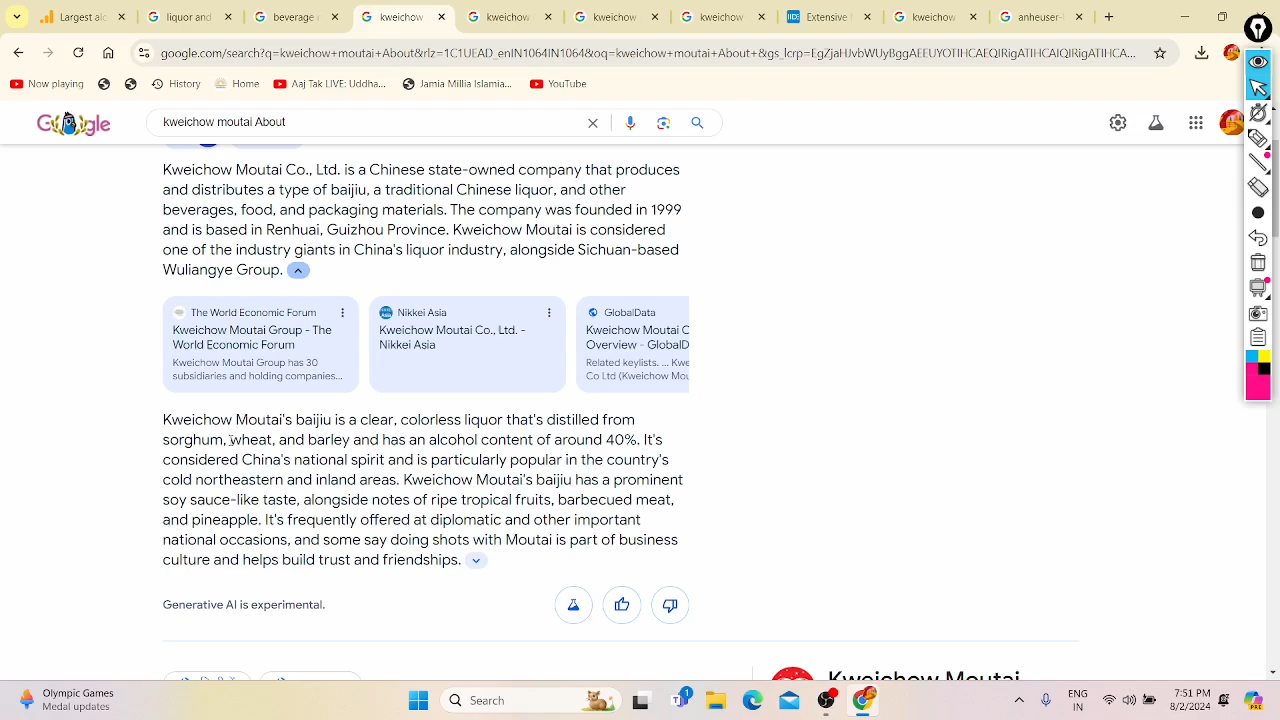 liquor and
beverage
kweichow
kweichow
kweichow
kweichow
Extensive
kweichow
anheuser-
google.com/search?q=kweichow+moutai+About&rlz=1C1UEAD_enIN1064IN1064&oq=kweichow+moutai+About+&gs_lcrp=EgZjaHJvbWUyBggAEEUYOTIHCAIQIRigATIHCAIQIRigATIHCA...
Now playing
History
Home
Aaj Tak LIVE: Uddha...
Jamia Millia Islamia...
YouTube
kweichow moutai About
Kweichow Moutai Co., Ltd. is a Chinese state-owned company that produces
and distributes a type of baijiu, a traditional Chinese liquor, and other
beverages, food, and packaging materials. The company was founded in 1999
and is based in Renhuai, Guizhou Province. Kweichow Moutai is considered
one of the industry giants in China's liquor industry, alongside Sichuan-based
Wuliangye Group.
The World Economic Forum
Kweichow Moutai Group - The
World Economic Forum
Kweichow Moutai Group has 30
subsidiaries and holding companies...
Nikkei Asia
Kweichow Moutai Co., Ltd. -
Nikkei Asia
GlobalData
Kweichow Moutai C
Overview - GlobalD
Related keylists. ... Kwe
Co Ltd (Kweichow Mou
Kweichow Moutai's baijiu is a clear, colorless liquor that's distilled from
sorghum, wheat, and barley and has an alcohol content of around 40%. It's
considered China's national spirit and is particularly popular in the country's
cold northeastern and inland areas. Kweichow Moutai's baijiu has a prominent
soy sauce-like taste, alongside notes of ripe tropical fruits, barbecued meat,
and pineapple. It's frequently offered at diplomatic and other important
national occasions, and some say doing shots with Moutai is part of business
culture and helps build trust and friendships.
Generative AI is experimental.
Kweichow Moutai
Olympic Games
Medal updates
Search
1
ENG
IN
7:51 PM
8/2/2024